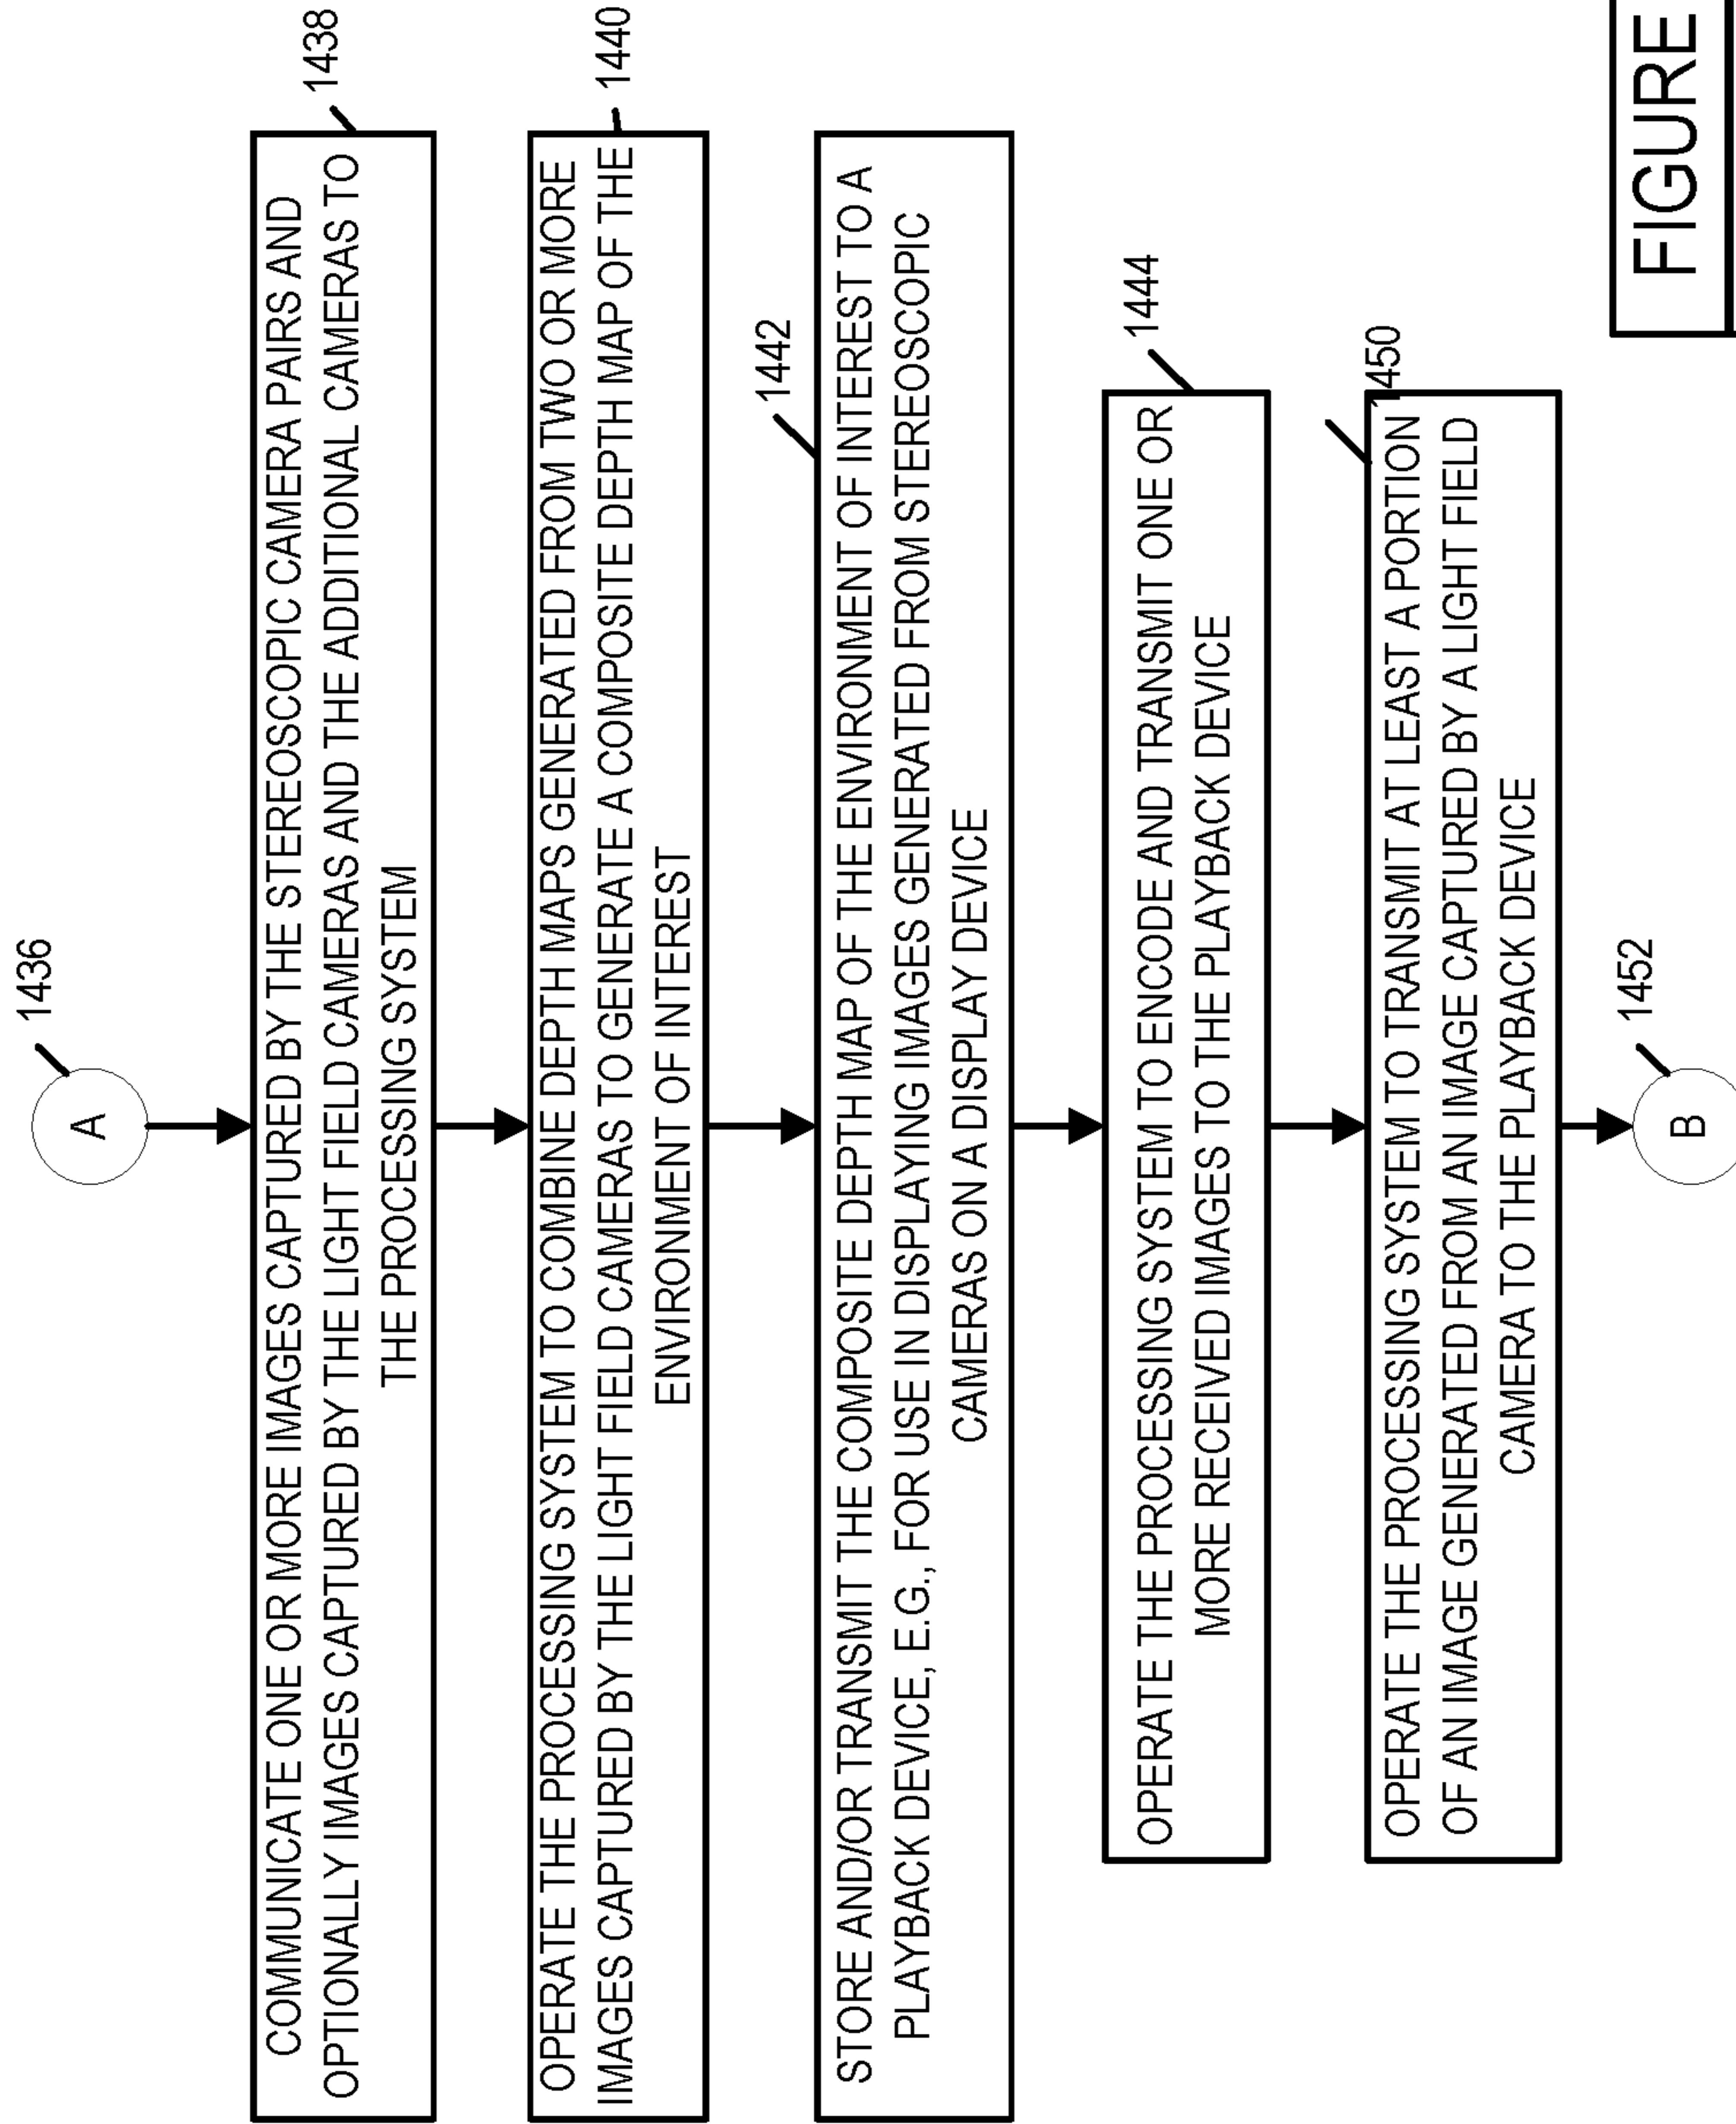 1436
A
1438
COMMUNICATE ONE OR MORE IMAGES CAPTURED BY THE STEREOSCOPIC CAMERA PAIRS AND
OPTIONALLY IMAGES CAPTURED BY THE LIGHT FIELD CAMERAS AND THE ADDITIONAL CAMERAS TO
THE PROCESSING SYSTEM
1440
OPERATE THE PROCESSING SYSTEM TO COMBINE DEPTH MAPS GENERATED FROM TWO OR MORE
IMAGES CAPTURED BY THE LIGHT FIELD CAMERAS TO GENERATE A COMPOSITE DEPTH MAP OF THE
ENVIRONMENT OF INTEREST
1442
STORE AND/OR TRANSMIT THE COMPOSITE DEPTH MAP OF THE ENVIRONMENT OF INTEREST TO A
PLAYBACK DEVICE, E.G., FOR USE IN DISPLAYING IMAGES GENERATED FROM STEREOSCOPIC
CAMERAS ON A DISPLAY DEVICE
1444
OPERATE THE PROCESSING SYSTEM TO ENCODE AND TRANSMIT ONE OR
MORE RECEIVED IMAGES TO THE PLAYBACK DEVICE
1450
OPERATE THE PROCESSING SYSTEM TO TRANSMIT AT LEAST A PORTION
OF AN IMAGE GENERATED FROM AN IMAGE CAPTURED BY A LIGHT FIELD
CAMERA TO THE PLAYBACK DEVICE
1452
B
FIGURE